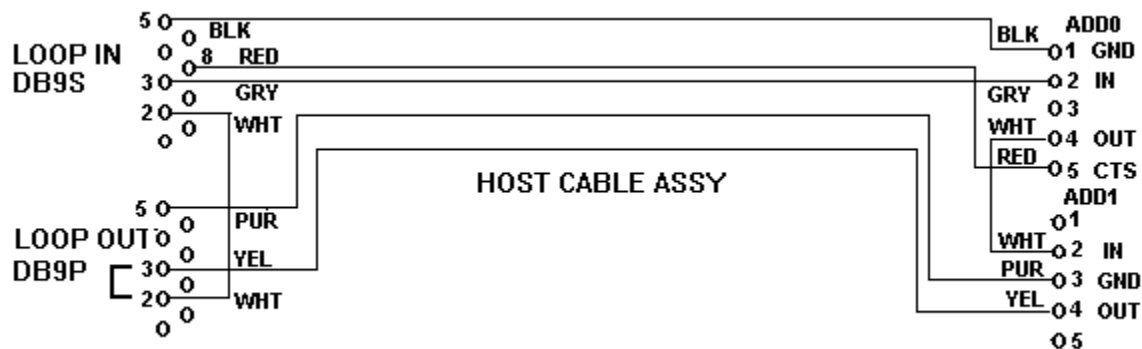 5 BLK ADD0
BLK 1 GND
LOOP IN 8 RED
DB9S 3 2 IN
GRY GRY 3
2 WHT WHT 4 OUT
RED 5 CTS
HOST CABLE ASSY
ADD1
5 PUR 1
LOOP OUT YEL WHT 2 IN
DB9P 3 PUR 3 GND
2 WHT YEL 4 OUT
5